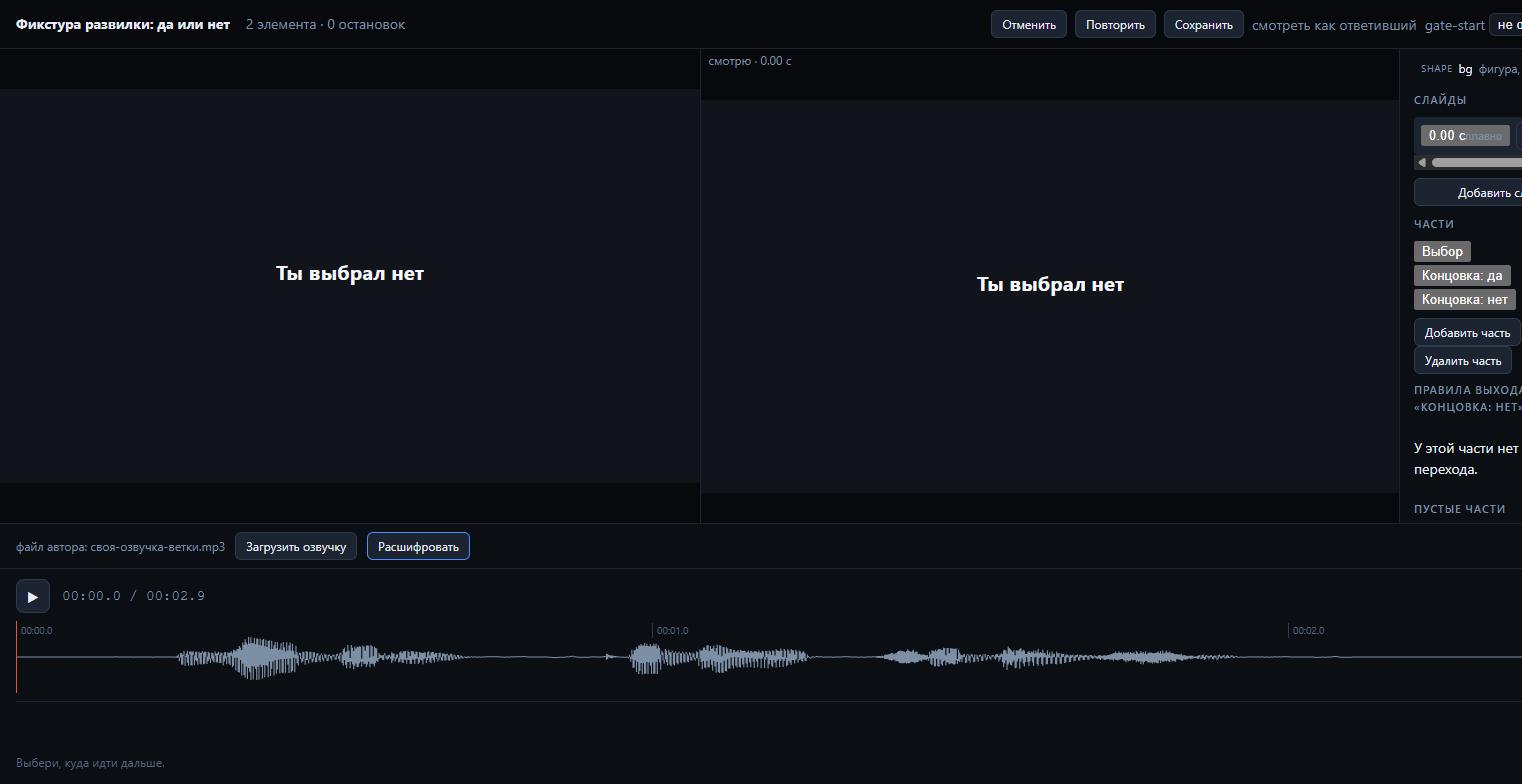 Фикстура развилки: да или нет 2 элемента · 0 остановок Отменить Повторить Сохранить смотреть как ответивший gate-start не
смотрю · 0.00 с
SHAPE bg фигура,
СЛАЙДЫ
0.00 с плавно
Добавить
ЧАСТИ
Выбор
Концовка: да
Концовка: нет
Добавить часть
Удалить часть
ПРАВИЛА ВЫХОДА
«КОНЦОВКА: НЕТ»
У этой части нет
перехода.
ПУСТЫЕ ЧАСТИ
Ты выбрал нет
Ты выбрал нет
файл автора: своя-озвучка-ветки.mp3 Загрузить озвучку Расшифровать
00:00.0 / 00:02.9
00:00.0 00:01.0 00:02.0
Выбери, куда идти дальше.